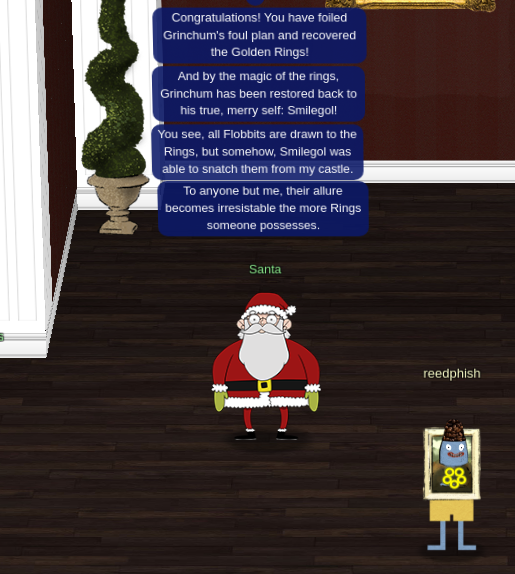 Congratulations! You have foiled
Grinchum's foul plan and recovered
the Golden Rings!
And by the magic of the rings,
Grinchum has been restored back to
his true, merry self: Smilegol!
You see, all Flobbits are drawn to the
Rings, but somehow, Smilegol was
able to snatch them from my castle.
To anyone but me, their allure
becomes irresistable the more Rings
someone possesses.
Santa
reedphish